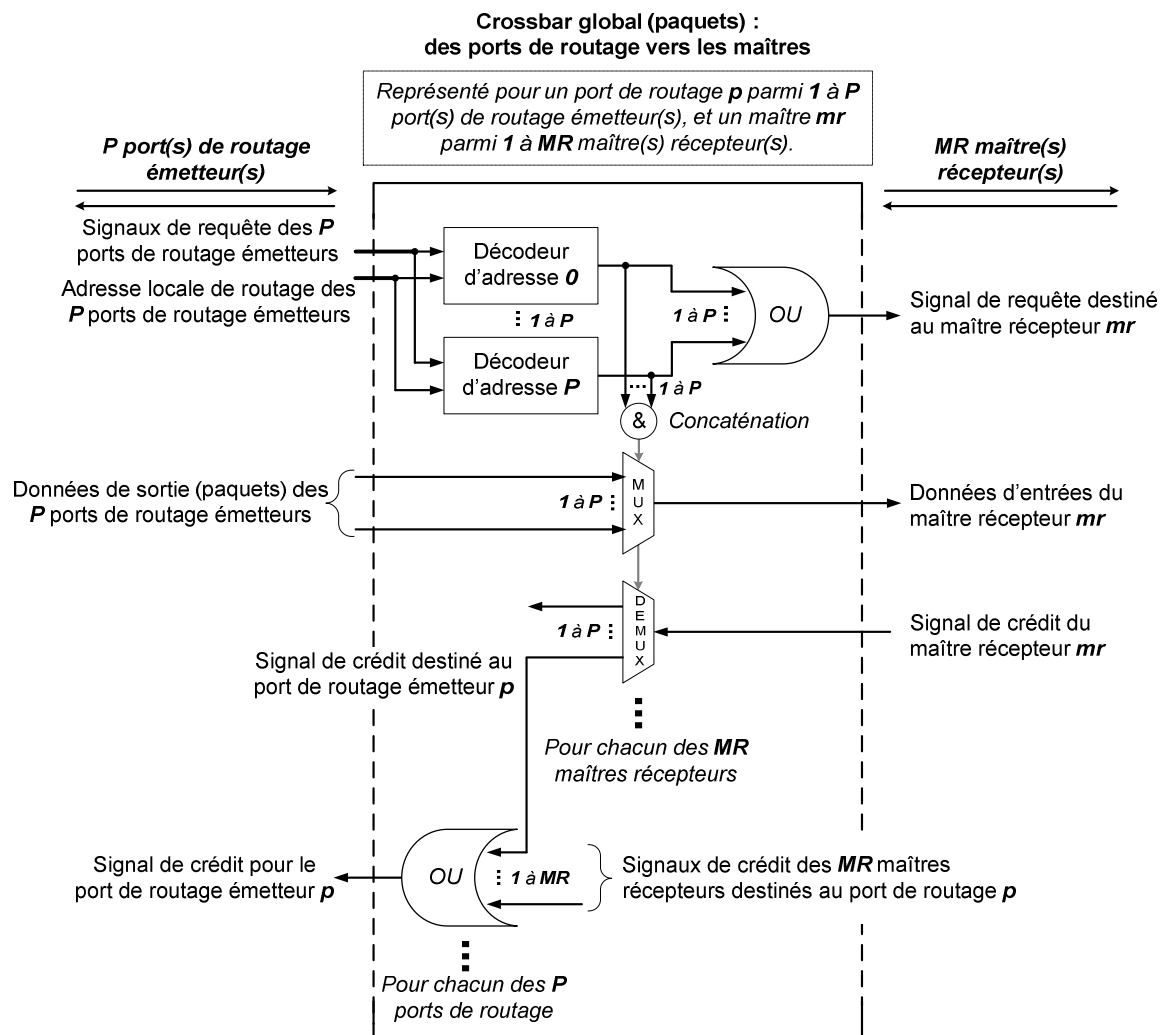 Crossbar global (paquets) :
des ports de routage vers les maîtres
Représenté pour un port de routage p parmi 1 à P
port(s) de routage émetteur(s), et un maître mr
parmi 1 à MR maître(s) récepteur(s).
P port(s) de routage
émetteur(s)
MR maître(s)
récepteur(s)
Signaux de requête des P
ports de routage émetteurs
Adresse locale de routage des
P ports de routage émetteurs
Décodeur
d'adresse 0
⋮ 1 à P
Décodeur
d'adresse P
1 à P ⋮
OU
Signal de requête destiné
au maître récepteur mr
... 1 à P
&
Concaténation
Données de sortie (paquets) des
P ports de routage émetteurs
1 à P ⋮
MUX
Données d'entrées du
maître récepteur mr
1 à P ⋮
DEMUX
Signal de crédit du
maître récepteur mr
Signal de crédit destiné au
port de routage émetteur p
⋮
Pour chacun des MR
maîtres récepteurs
Signal de crédit pour le
port de routage émetteur p
OU
⋮ 1 à MR
Signaux de crédit des MR maîtres
récepteurs destinés au port de routage p
⋮
Pour chacun des P
ports de routage